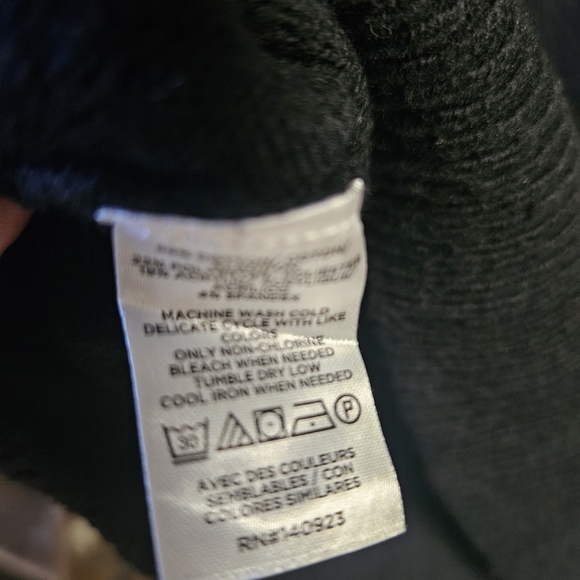 SPANDEX
MACHINE WASH COLD
DELICATE CYCLE WITH LIKE
COLORS
ONLY NON-CHLORINE
BLEACH WHEN NEEDED
TUMBLE DRY LOW
COOL IRON WHEN NEEDED
30 P
AVEC DES COULEURS
SEMBLABLES / CON
COLORES SIMILARES
RN#140923